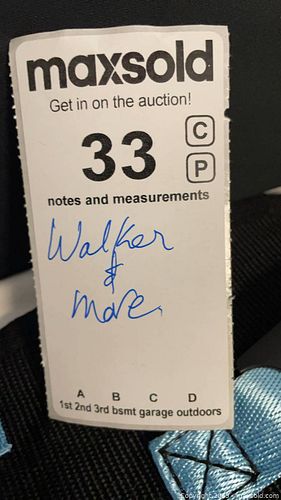 maxsold
Get in on the auction!
33
C
P
notes and measurements
Walker
&
more
A B C D
1st 2nd 3rd bsmt garage outdoors